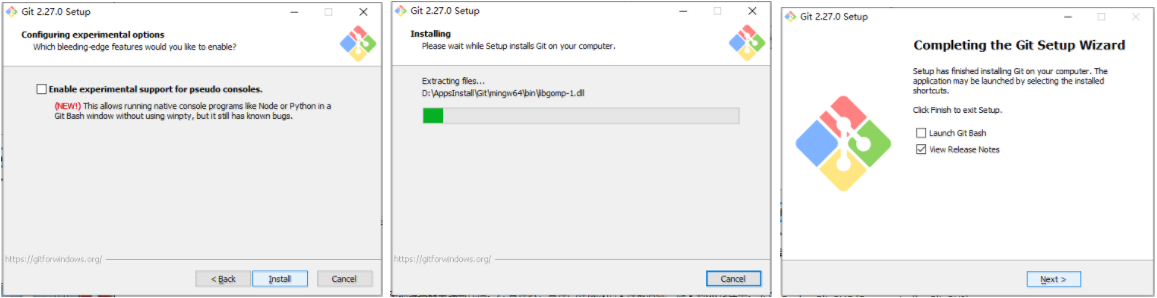 Git 2.27.0 Setup
Configuring experimental options
Which bleeding-edge features would you like to enable?
Enable experimental support for pseudo consoles.
(NEW!) This allows running native console programs like Node or Python in a
Git Bash window without using winpty, but it still has known bugs.
https://gitforwindows.org/
< Back
Install
Cancel
Git 2.27.0 Setup
Installing
Please wait while Setup installs Git on your computer.
Extracting files...
D:\AppsInstall\Git\mingw64\bin\libgomp-1.dll
https://gitforwindows.org/
Cancel
Git 2.27.0 Setup
Completing the Git Setup Wizard
Setup has finished installing Git on your computer. The
application may be launched by selecting the installed
shortcuts.
Click Finish to exit Setup.
Launch Git Bash
View Release Notes
Next >